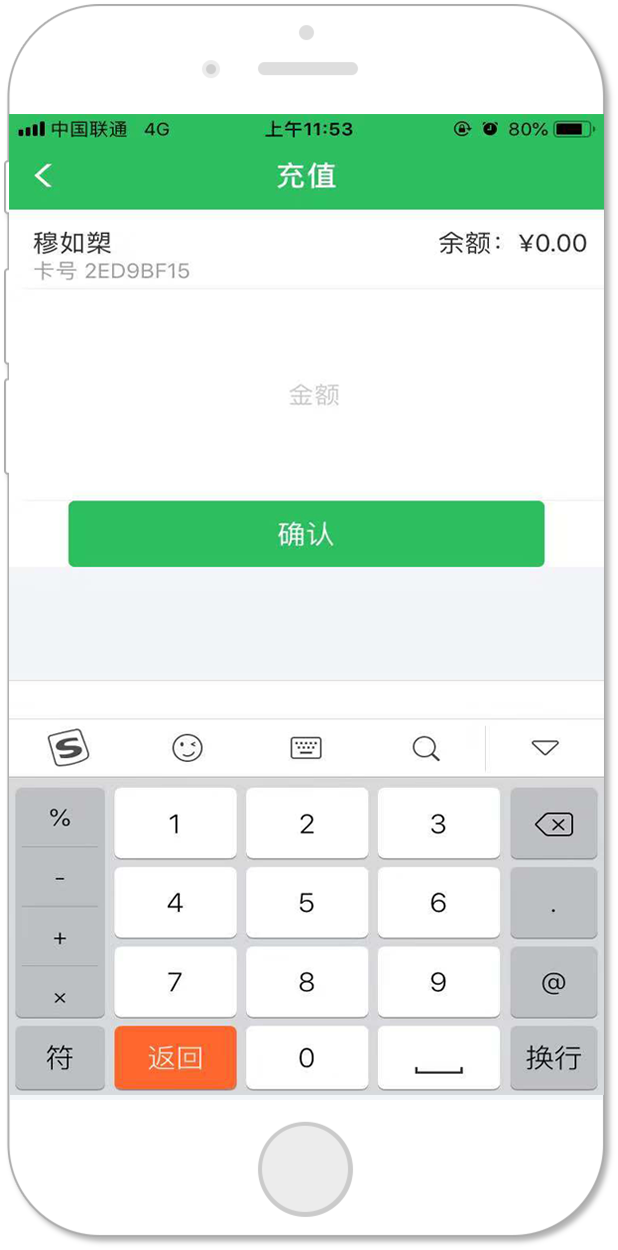 中国联通 4G 上午11:53 80%
充值
穆如槊 余额：¥0.00
卡号 2ED9BF15
金额
确认
S
% 1 2 3
- 4 5 6 .
+
7 8 9 @
×
符 返回 0 换行